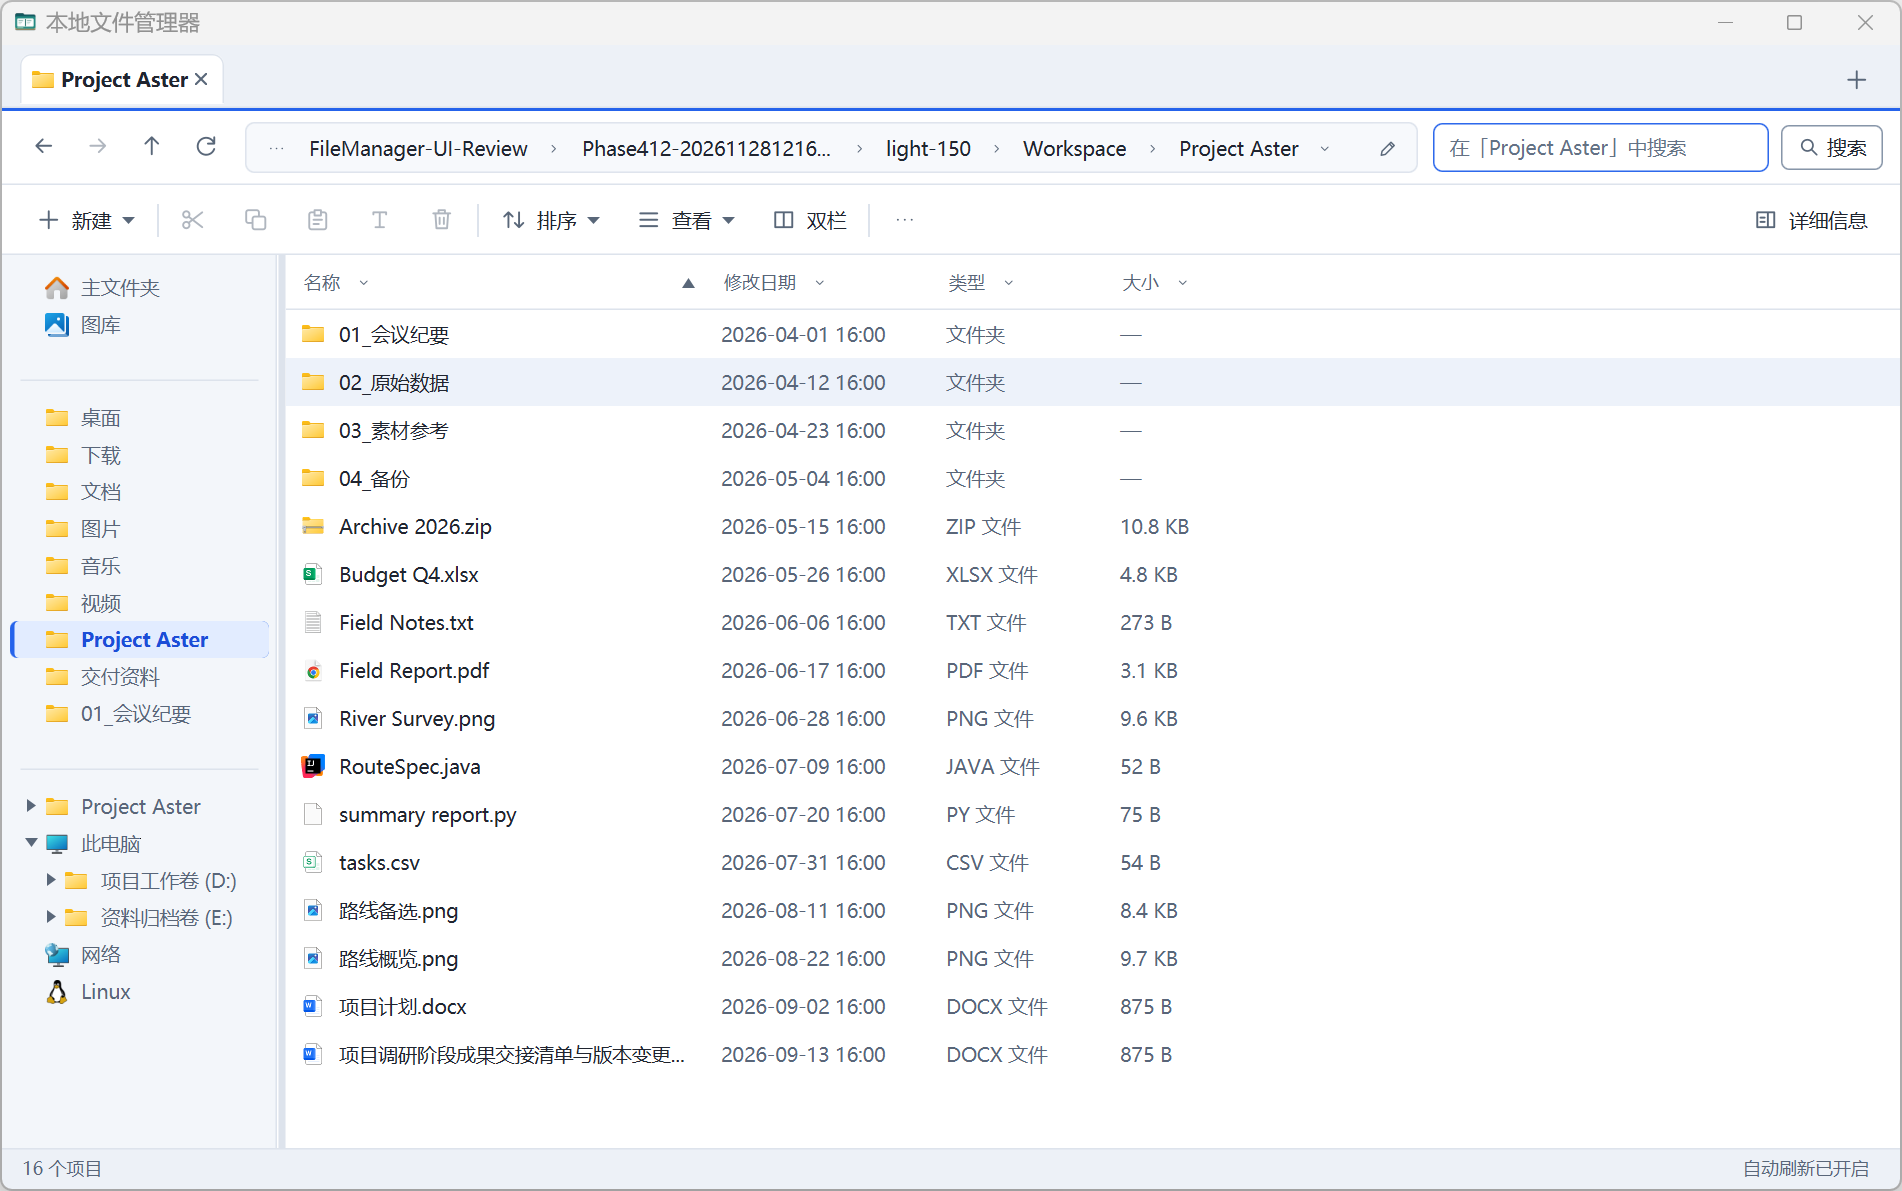 本地文件管理器
Project Aster
··· FileManager-UI-Review › Phase412-202611281216... › light-150 › Workspace › Project Aster
在「Project Aster」中搜索
搜索
新建 排序 查看 双栏 ··· 详细信息
主文件夹
图库
桌面
下载
文档
图片
音乐
视频
Project Aster
交付资料
01_会议纪要
Project Aster
此电脑
项目工作卷 (D:)
资料归档卷 (E:)
网络
Linux
名称 修改日期 类型 大小
01_会议纪要 2026-04-01 16:00 文件夹 —
02_原始数据 2026-04-12 16:00 文件夹 —
03_素材参考 2026-04-23 16:00 文件夹 —
04_备份 2026-05-04 16:00 文件夹 —
Archive 2026.zip 2026-05-15 16:00 ZIP 文件 10.8 KB
Budget Q4.xlsx 2026-05-26 16:00 XLSX 文件 4.8 KB
Field Notes.txt 2026-06-06 16:00 TXT 文件 273 B
Field Report.pdf 2026-06-17 16:00 PDF 文件 3.1 KB
River Survey.png 2026-06-28 16:00 PNG 文件 9.6 KB
RouteSpec.java 2026-07-09 16:00 JAVA 文件 52 B
summary report.py 2026-07-20 16:00 PY 文件 75 B
tasks.csv 2026-07-31 16:00 CSV 文件 54 B
路线备选.png 2026-08-11 16:00 PNG 文件 8.4 KB
路线概览.png 2026-08-22 16:00 PNG 文件 9.7 KB
项目计划.docx 2026-09-02 16:00 DOCX 文件 875 B
项目调研阶段成果交接清单与版本变更... 2026-09-13 16:00 DOCX 文件 875 B
16 个项目
自动刷新已开启